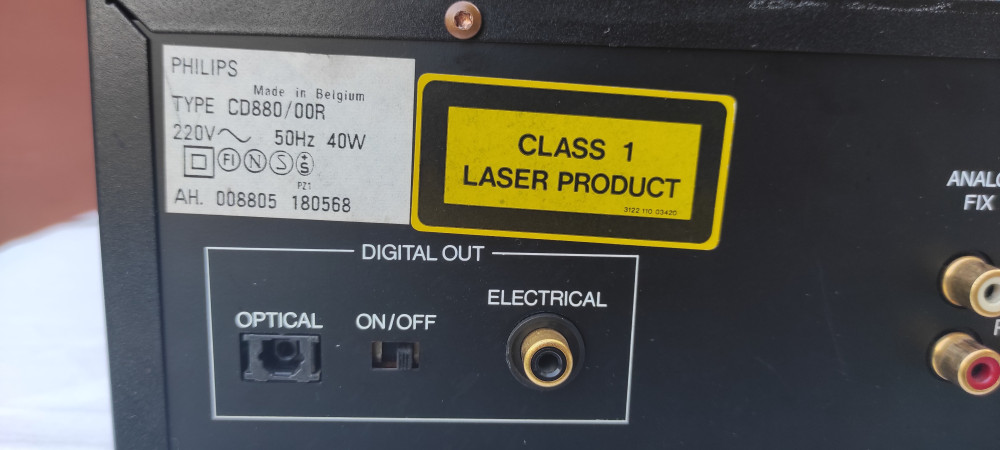 PHILIPS
Made in Belgium
TYPE CD880/00R
220V~ 50Hz 40W
FI N S +S
PZ1
AH. 008805 180568
CLASS 1
LASER PRODUCT
3122 110 03420
DIGITAL OUT
OPTICAL
ON/OFF
ELECTRICAL
ANALO
FIX